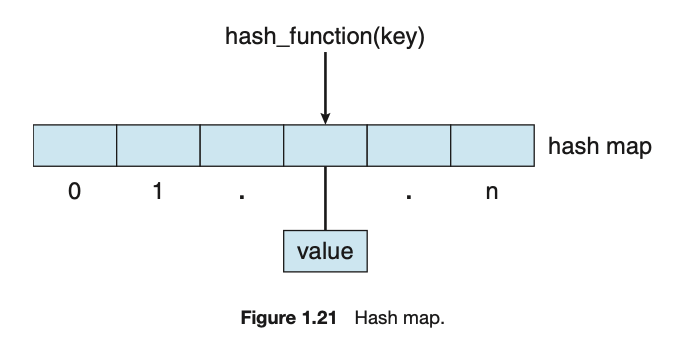 hash_function(key)
hash map
0 1 . . n
value
Figure 1.21 Hash map.